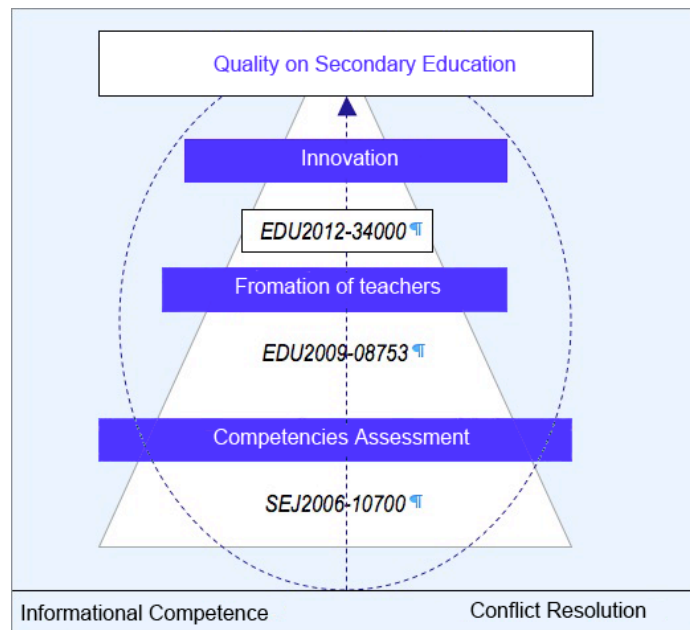 Quality on Secondary Education
Innovation
EDU2012-34000 ¶
Fromation of teachers
EDU2009-08753 ¶
Competencies Assessment
SEJ2006-10700 ¶
Informational Competence
Conflict Resolution